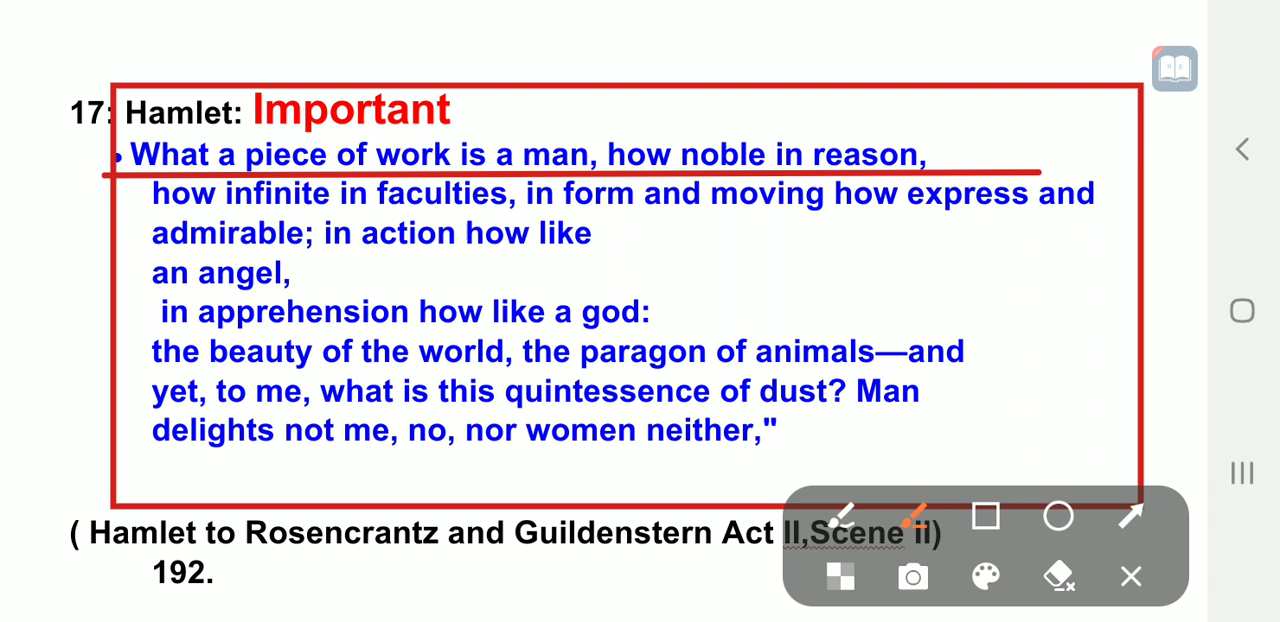 17: Hamlet: Important
• What a piece of work is a man, how noble in reason,
how infinite in faculties, in form and moving how express and
admirable; in action how like
an angel,
in apprehension how like a god:
the beauty of the world, the paragon of animals—and
yet, to me, what is this quintessence of dust? Man
delights not me, no, nor women neither,"
( Hamlet to Rosencrantz and Guildenstern Act II,Scene ii)
192.